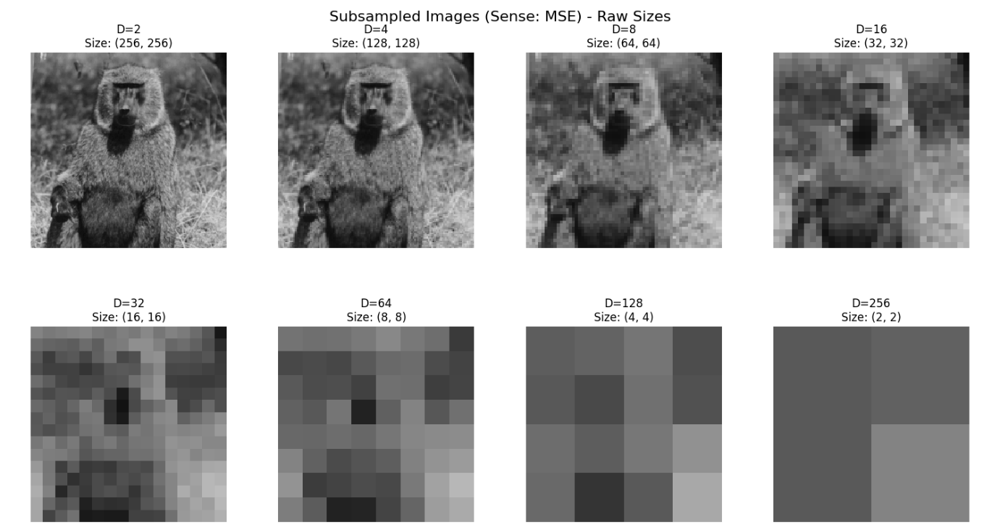 Subsampled Images (Sense: MSE) - Raw Sizes
D=2
Size: (256, 256)
D=4
Size: (128, 128)
D=8
Size: (64, 64)
D=16
Size: (32, 32)
D=32
Size: (16, 16)
D=64
Size: (8, 8)
D=128
Size: (4, 4)
D=256
Size: (2, 2)